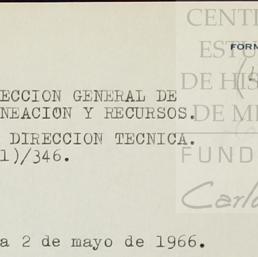 CENT
EST
FORM
DE HIS
DE M
FUND
Carl
ECCION GENERAL DE
NEACION Y RECURSOS.
DIRECCION TECNICA.
1)/346.
a 2 de mayo de 1966.